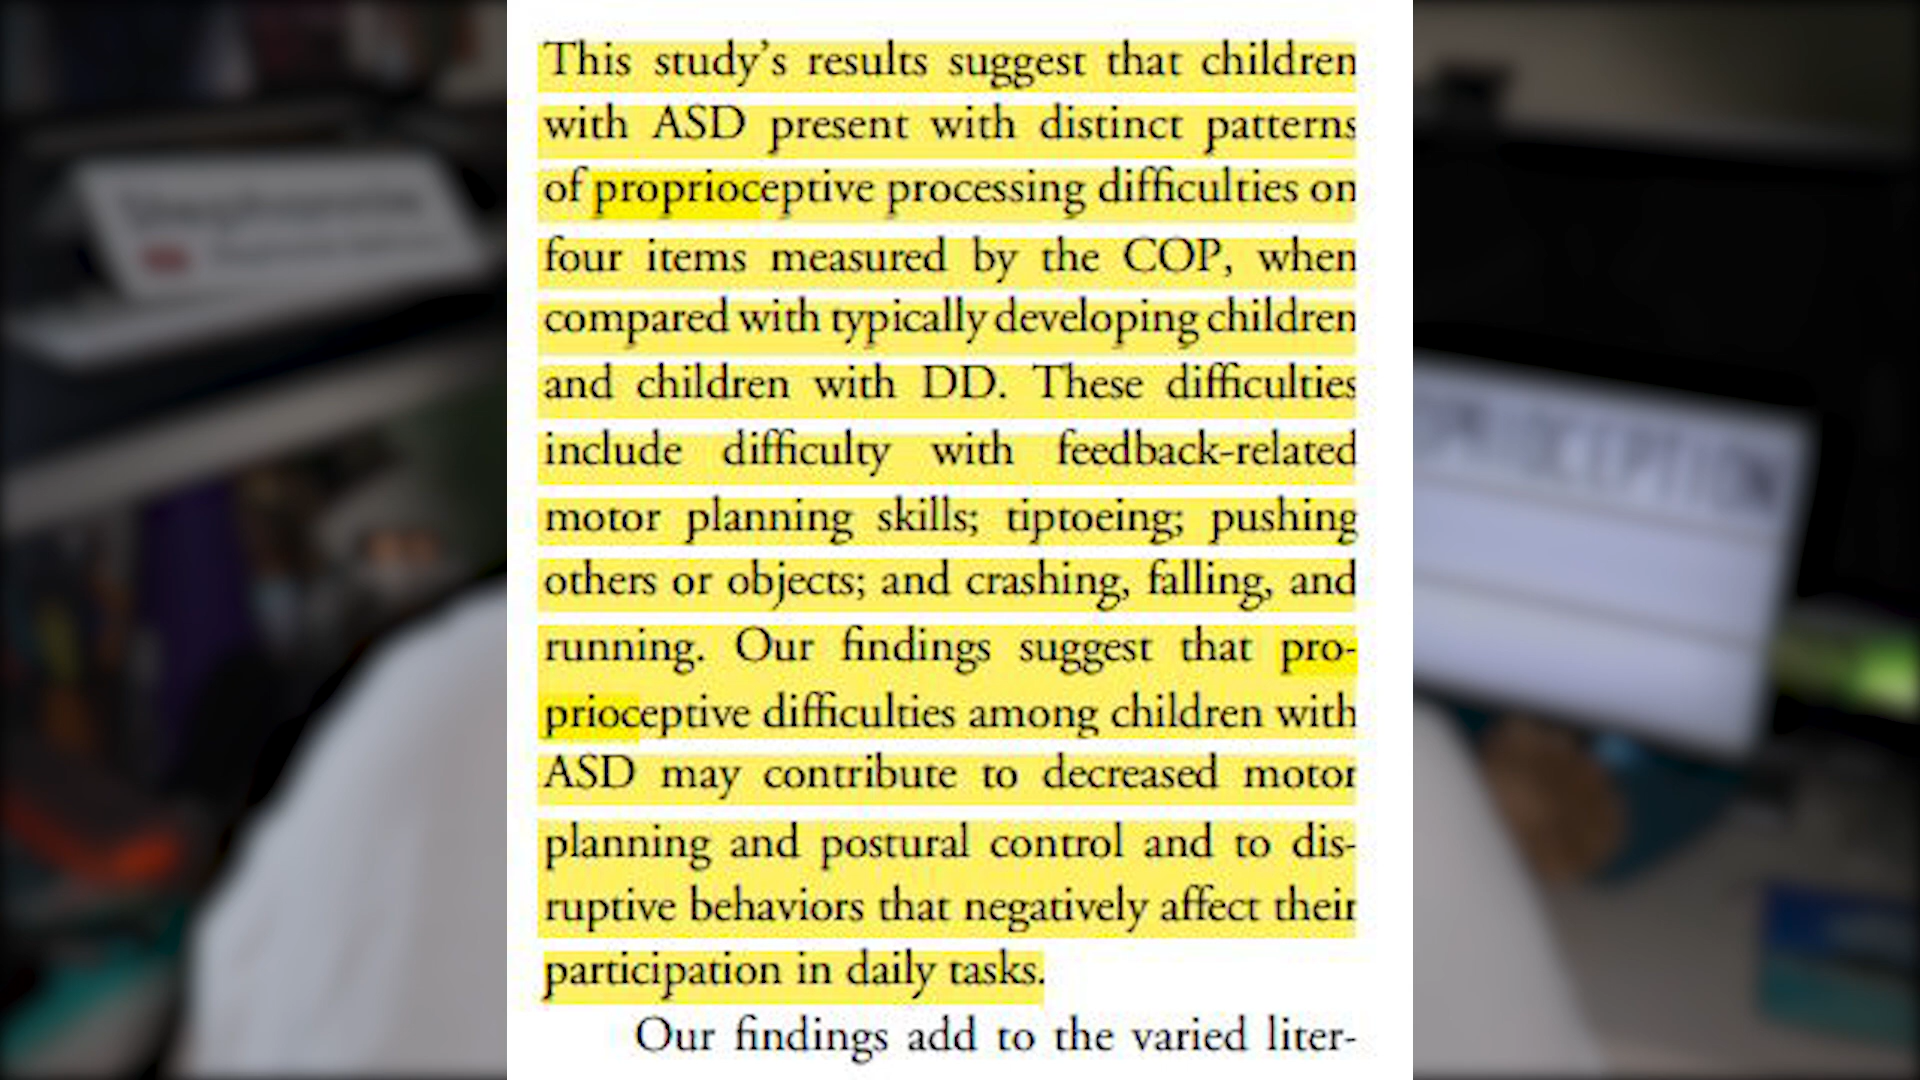 This study's results suggest that children
with ASD present with distinct patterns
of proprioceptive processing difficulties on
four items measured by the COP, when
compared with typically developing children
and children with DD. These difficulties
include difficulty with feedback-related
motor planning skills; tiptoeing; pushing
others or objects; and crashing, falling, and
running. Our findings suggest that pro-
prioceptive difficulties among children with
ASD may contribute to decreased motor
planning and postural control and to dis-
ruptive behaviors that negatively affect their
participation in daily tasks.
Our findings add to the varied liter-